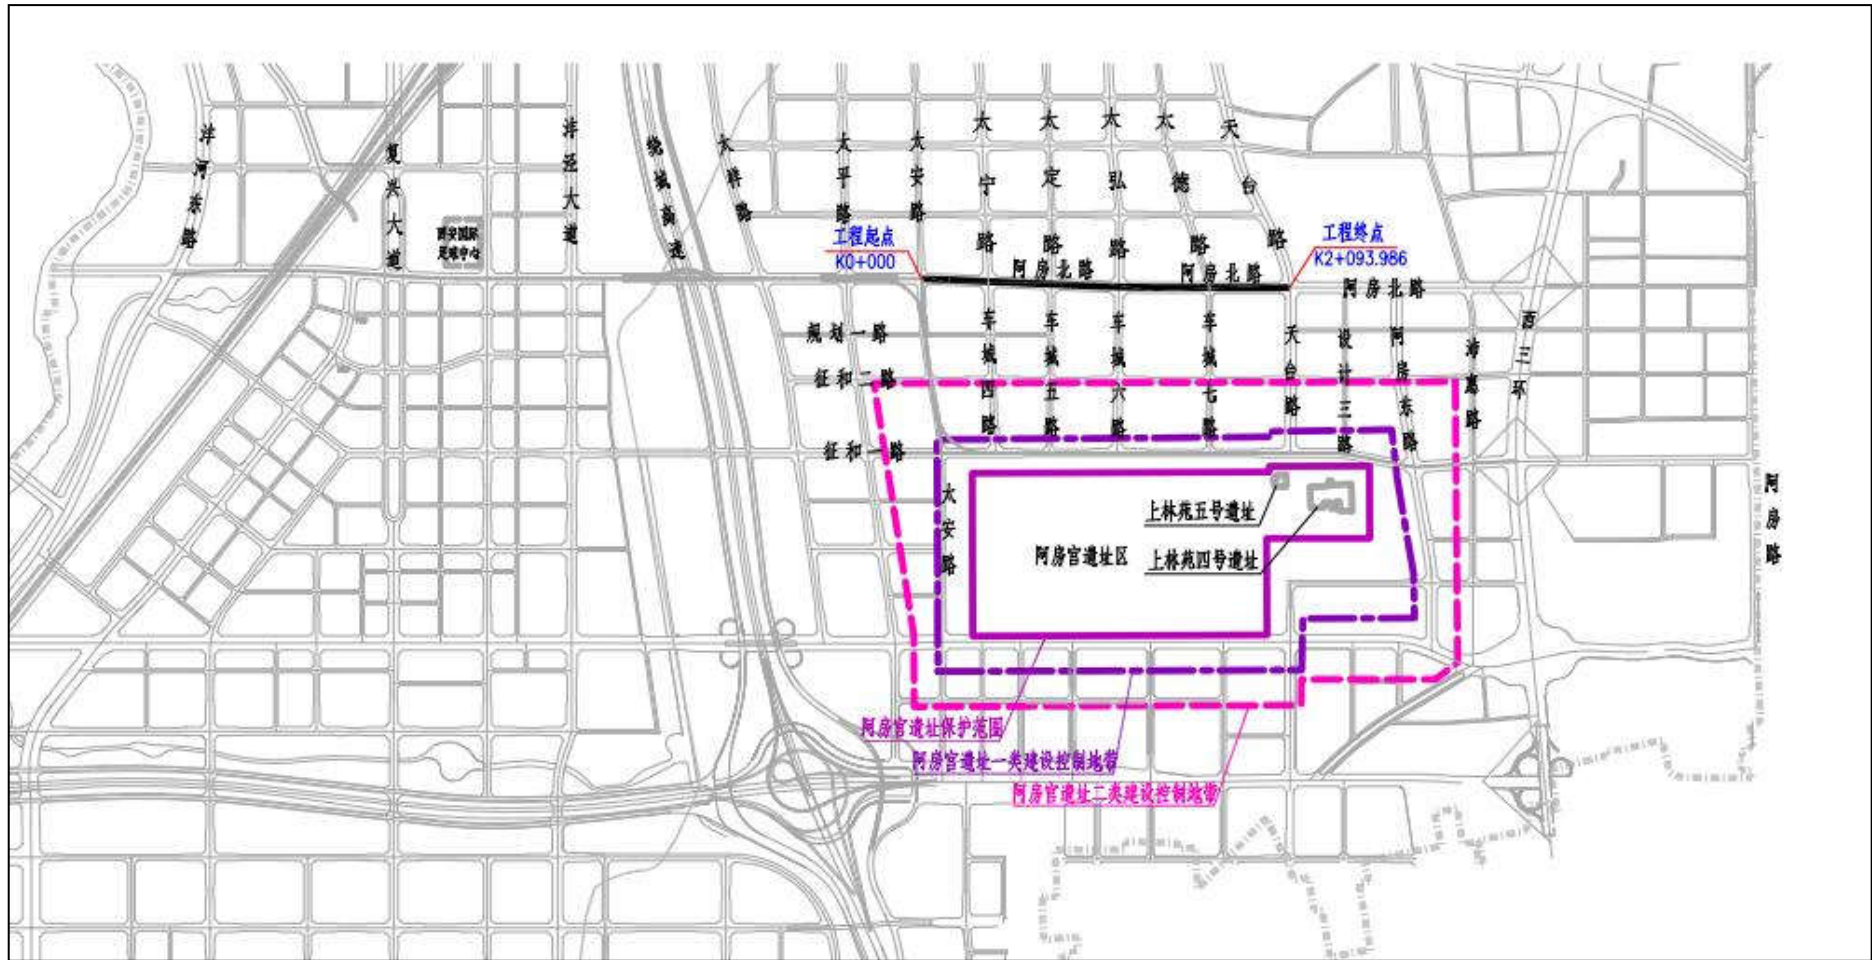 沣河东路
复兴大道
沣泾大道
绕城高速
太祥路
太平路
太安路
太宁路
太定路
太弘路
太德路
天台路
西安国际
足球中心
工程起点
K0+000
工程终点
K2+093.986
阿房北路
阿房北路
阿房北路
规划一路
征和二路
征和一路
车城四路
车城五路
车城六路
车城七路
天台路
设计三路
阿房东路
沣惠路
西三环
太安路
阿房路
上林苑五号遗址
阿房宫遗址区
上林苑四号遗址
阿房宫遗址保护范围
阿房宫遗址一类建设控制地带
阿房宫遗址二类建设控制地带